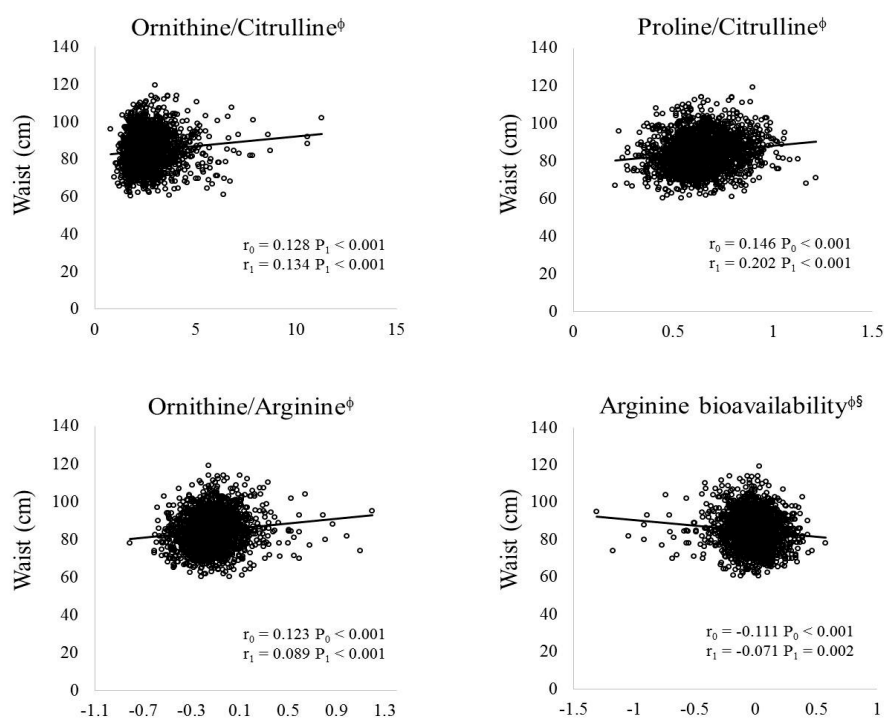 Ornithine/Citrulline^ϕ
140
120
100
80
60
40
20
0
Waist (cm)
r₀ = 0.128 P₁ < 0.001
r₁ = 0.134 P₁ < 0.001
0 5 10 15
Proline/Citrulline^ϕ
140
120
100
80
60
40
20
0
Waist (cm)
r₀ = 0.146 P₀ < 0.001
r₁ = 0.202 P₁ < 0.001
0 0.5 1 1.5
Ornithine/Arginine^ϕ
140
120
100
80
60
40
20
0
Waist (cm)
r₀ = 0.123 P₀ < 0.001
r₁ = 0.089 P₁ < 0.001
-1.1 -0.7 -0.3 0.1 0.5 0.9 1.3
Arginine bioavailability^ϕ§
140
120
100
80
60
40
20
0
Waist (cm)
r₀ = -0.111 P₀ < 0.001
r₁ = -0.071 P₁ = 0.002
-1.5 -1 -0.5 0 0.5 1